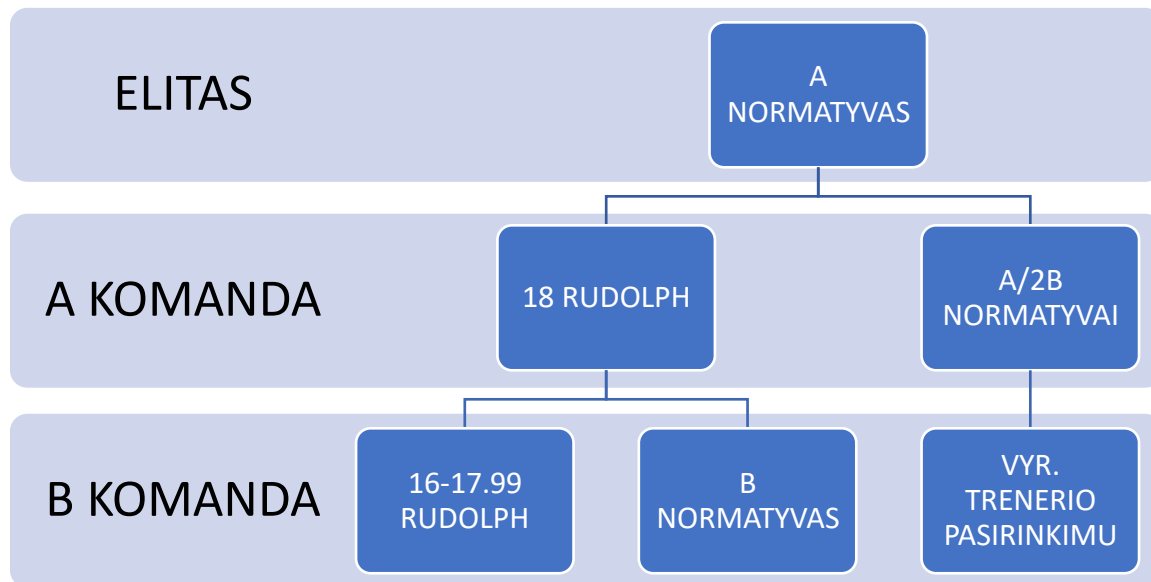 ELITAS
A
NORMATYVAS
A KOMANDA
18 RUDOLPH
A/2B
NORMATYVAI
B KOMANDA
16-17.99
RUDOLPH
B
NORMATYVAS
VYR.
TRENERIO
PASIRINKIMU